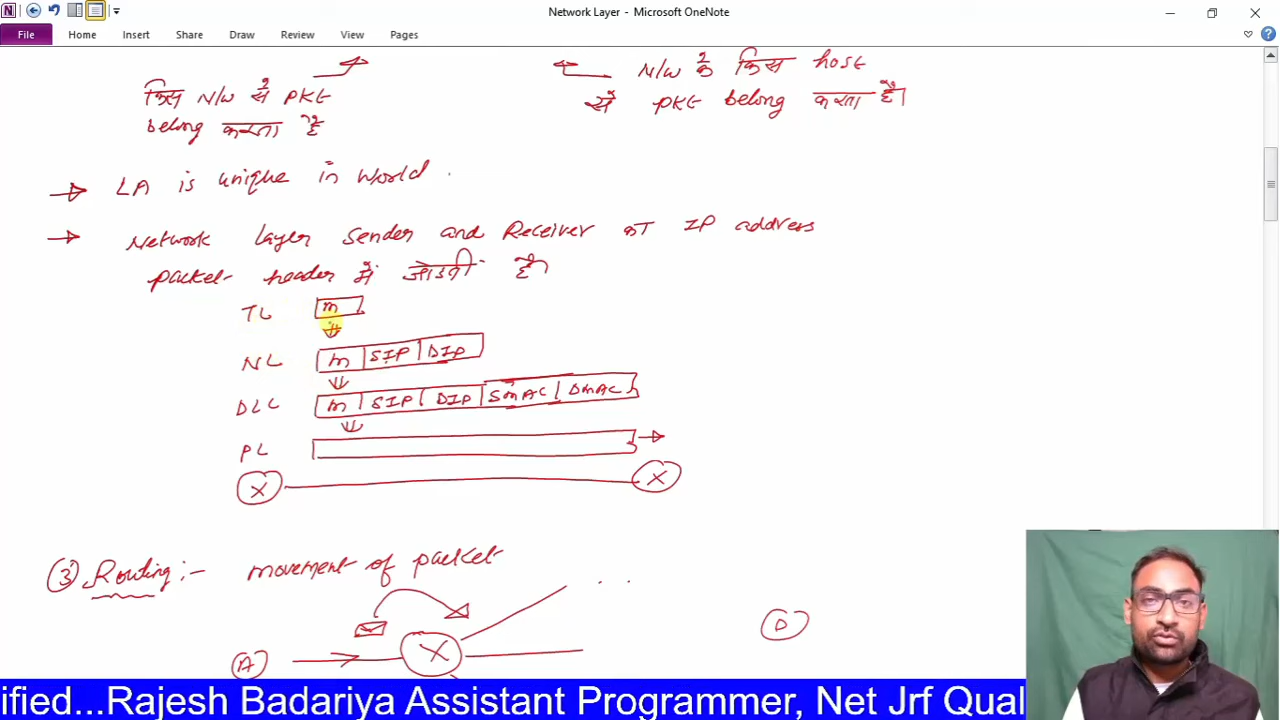 Network Layer - Microsoft OneNote
File Home Insert Share Draw Review View Pages
किस N/W से PKt
belong करता है
N/W के किस host
से PKt belong करता है।
→ LA is unique in World.
→ Network layer Sender and Receiver का IP address
packet header में जोडती है
TL m
NL m SIP DIP
DLL m SIP DIP SMAC DMAC
PL
X X
③ Routing :- movement of packet
D
A X
ified...Rajesh Badariya Assistant Programmer, Net Jrf Qual